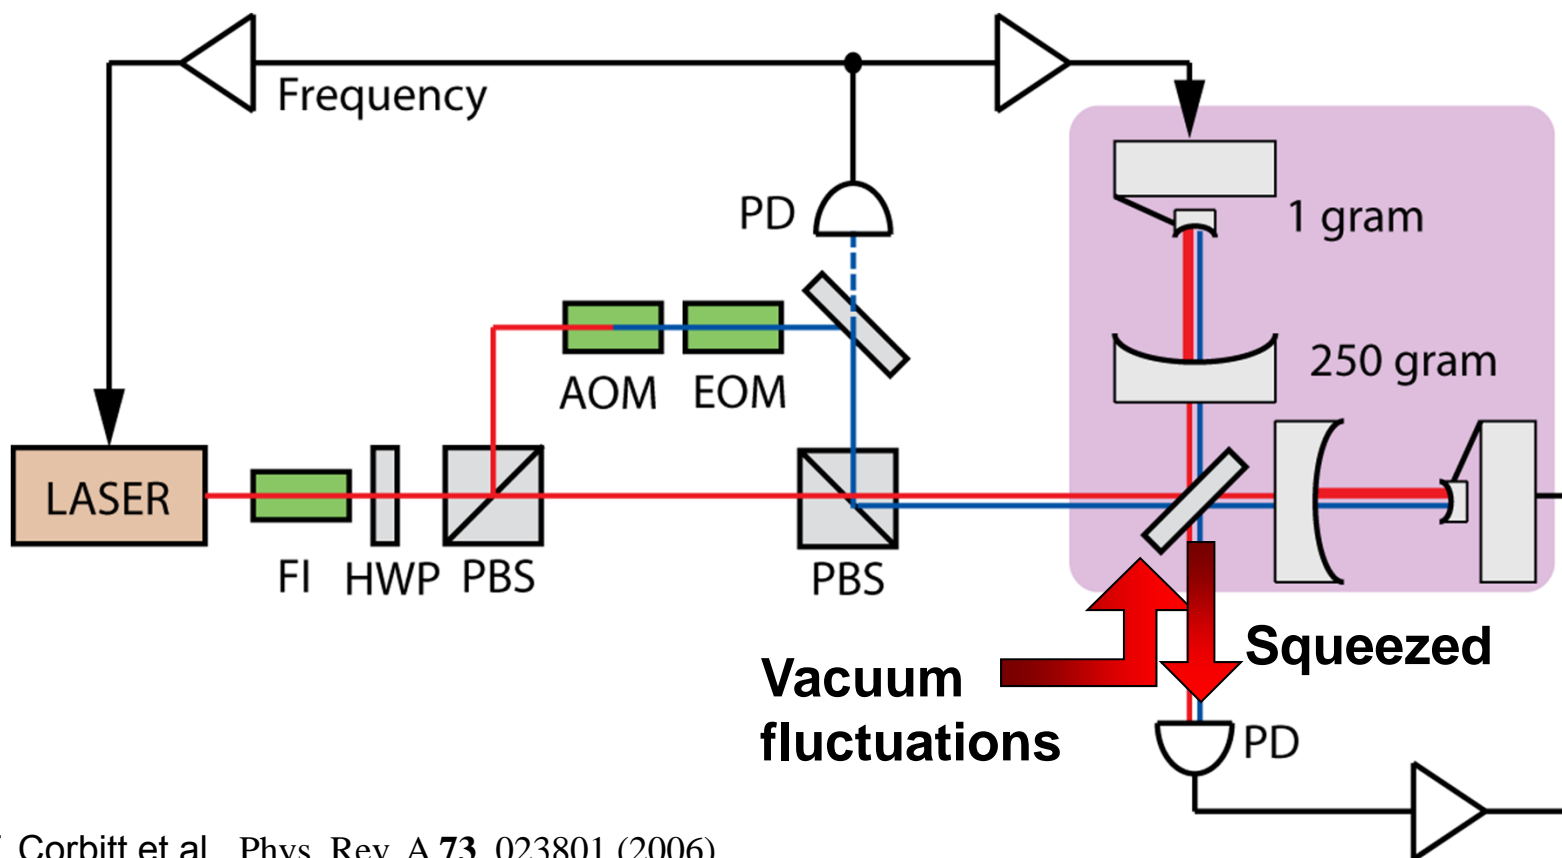 Frequency
PD
1 gram
250 gram
AOM EOM
LASER
FI HWP PBS
PBS
Squeezed
Vacuum
fluctuations
PD
Corbitt et al., Phys. Rev. A 73, 023801 (2006)